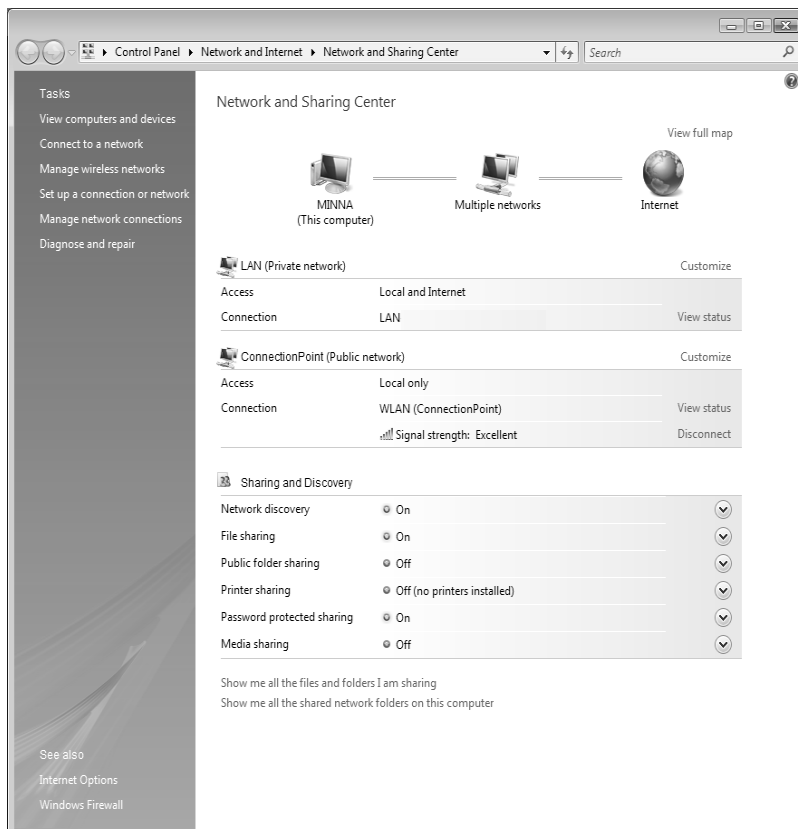 Control Panel Network and Internet Network and Sharing Center Search
Tasks
View computers and devices
Connect to a network
Manage wireless networks
Set up a connection or network
Manage network connections
Diagnose and repair
See also
Internet Options
Windows Firewall
Network and Sharing Center
View full map
MINNA
(This computer)
Multiple networks
Internet
LAN (Private network) Customize
Access Local and Internet
Connection LAN View status
ConnectionPoint (Public network) Customize
Access Local only
Connection WLAN (ConnectionPoint) View status
Signal strength: Excellent Disconnect
Sharing and Discovery
Network discovery On
File sharing On
Public folder sharing Off
Printer sharing Off (no printers installed)
Password protected sharing On
Media sharing Off
Show me all the files and folders I am sharing
Show me all the shared network folders on this computer